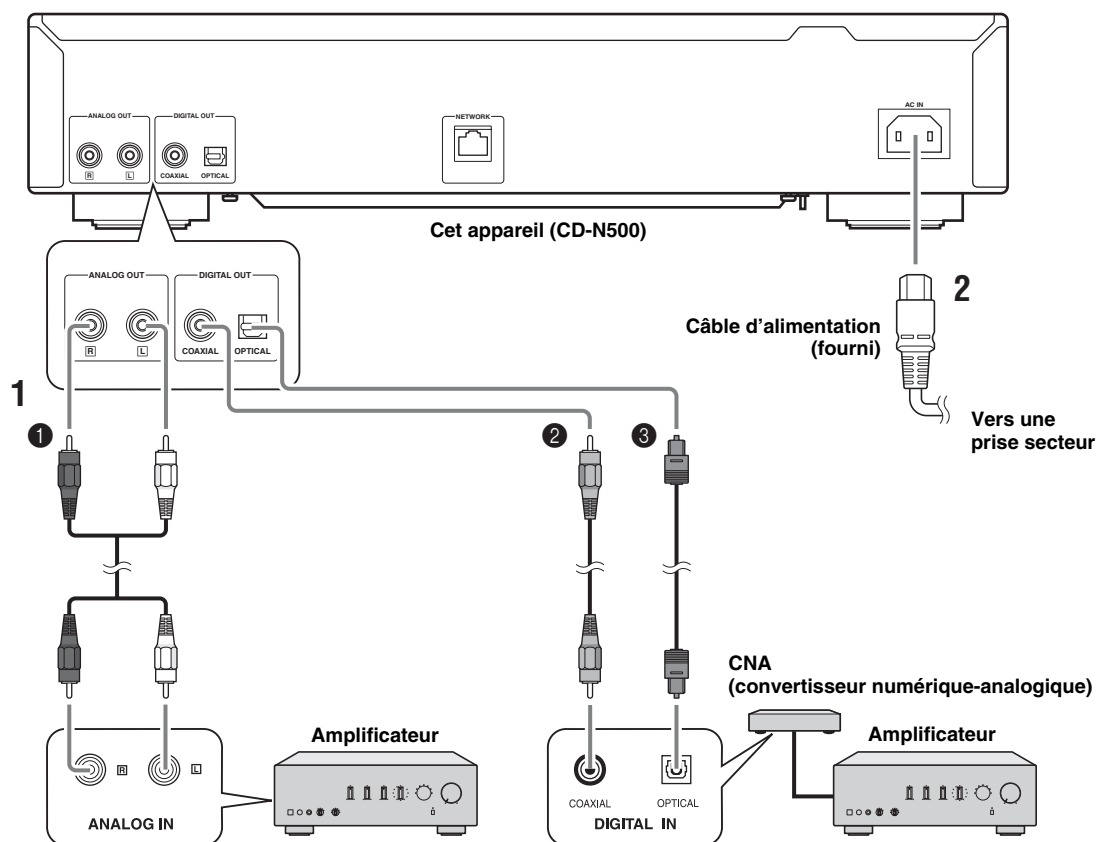 ANALOG OUT
DIGITAL OUT
R
L
COAXIAL
OPTICAL
NETWORK
AC IN
Cet appareil (CD-N500)
ANALOG OUT
DIGITAL OUT
R
L
COAXIAL
OPTICAL
2
Câble d'alimentation
(fourni)
Vers une
prise secteur
1
1
2
3
CNA
(convertisseur numérique-analogique)
Amplificateur
R
L
ANALOG IN
COAXIAL
OPTICAL
DIGITAL IN
Amplificateur